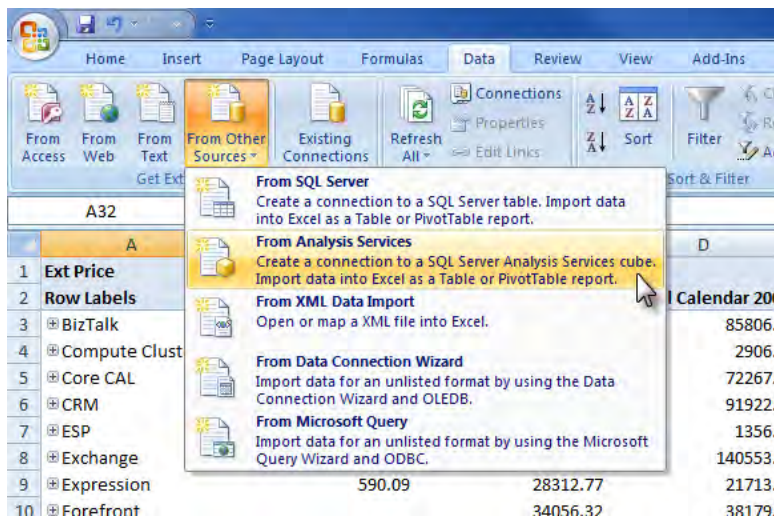 Home Insert Page Layout Formulas Data Review View Add-Ins
From Access
From Web
From Text
From Other Sources
Existing Connections
Refresh All
Connections
Properties
Edit Links
Sort
Filter
Get Ext
Sort & Filter
A32
From SQL Server
Create a connection to a SQL Server table. Import data
into Excel as a Table or PivotTable report.
From Analysis Services
Create a connection to a SQL Server Analysis Services cube.
Import data into Excel as a Table or PivotTable report.
From XML Data Import
Open or map a XML file into Excel.
From Data Connection Wizard
Import data for an unlisted format by using the Data
Connection Wizard and OLEDB.
From Microsoft Query
Import data for an unlisted format by using the Microsoft
Query Wizard and ODBC.
A D
1 Ext Price
2 Row Labels l Calendar 200
3 BizTalk 85806.
4 Compute Clust 2906.
5 Core CAL 72267.
6 CRM 91922.
7 ESP 1356.
8 Exchange 140553.
9 Expression 590.09 28312.77 21713.
10 Forefront 34056.32 38179.